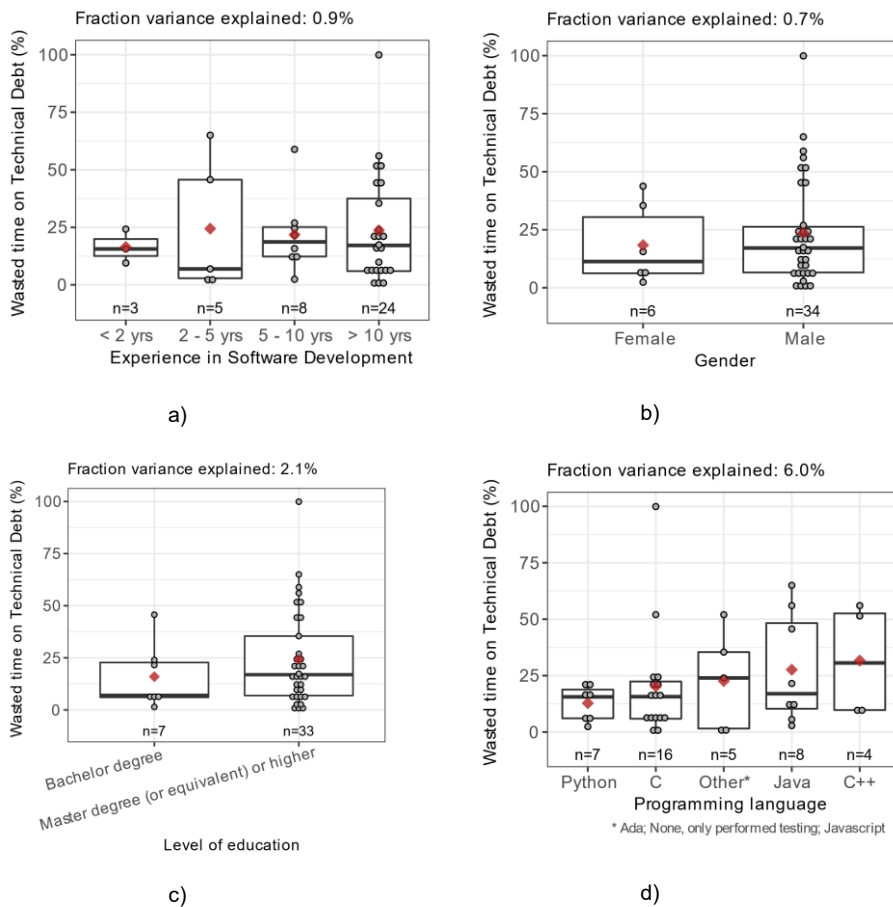 Fraction variance explained: 0.9%
Wasted time on Technical Debt (%)
100
75
50
25
0
n=3 n=5 n=8 n=24
< 2 yrs 2 - 5 yrs 5 - 10 yrs > 10 yrs
Experience in Software Development
a)
Fraction variance explained: 0.7%
Wasted time on Technical Debt (%)
100
75
50
25
0
n=6 n=34
Female Male
Gender
b)
Fraction variance explained: 2.1%
Wasted time on Technical Debt (%)
100
75
50
25
0
n=7 n=33
Bachelor degree
Master degree (or equivalent) or higher
Level of education
c)
Fraction variance explained: 6.0%
Wasted time on Technical Debt (%)
100
75
50
25
0
n=7 n=16 n=5 n=8 n=4
Python C Other* Java C++
Programming language
* Ada; None, only performed testing; Javascript
d)